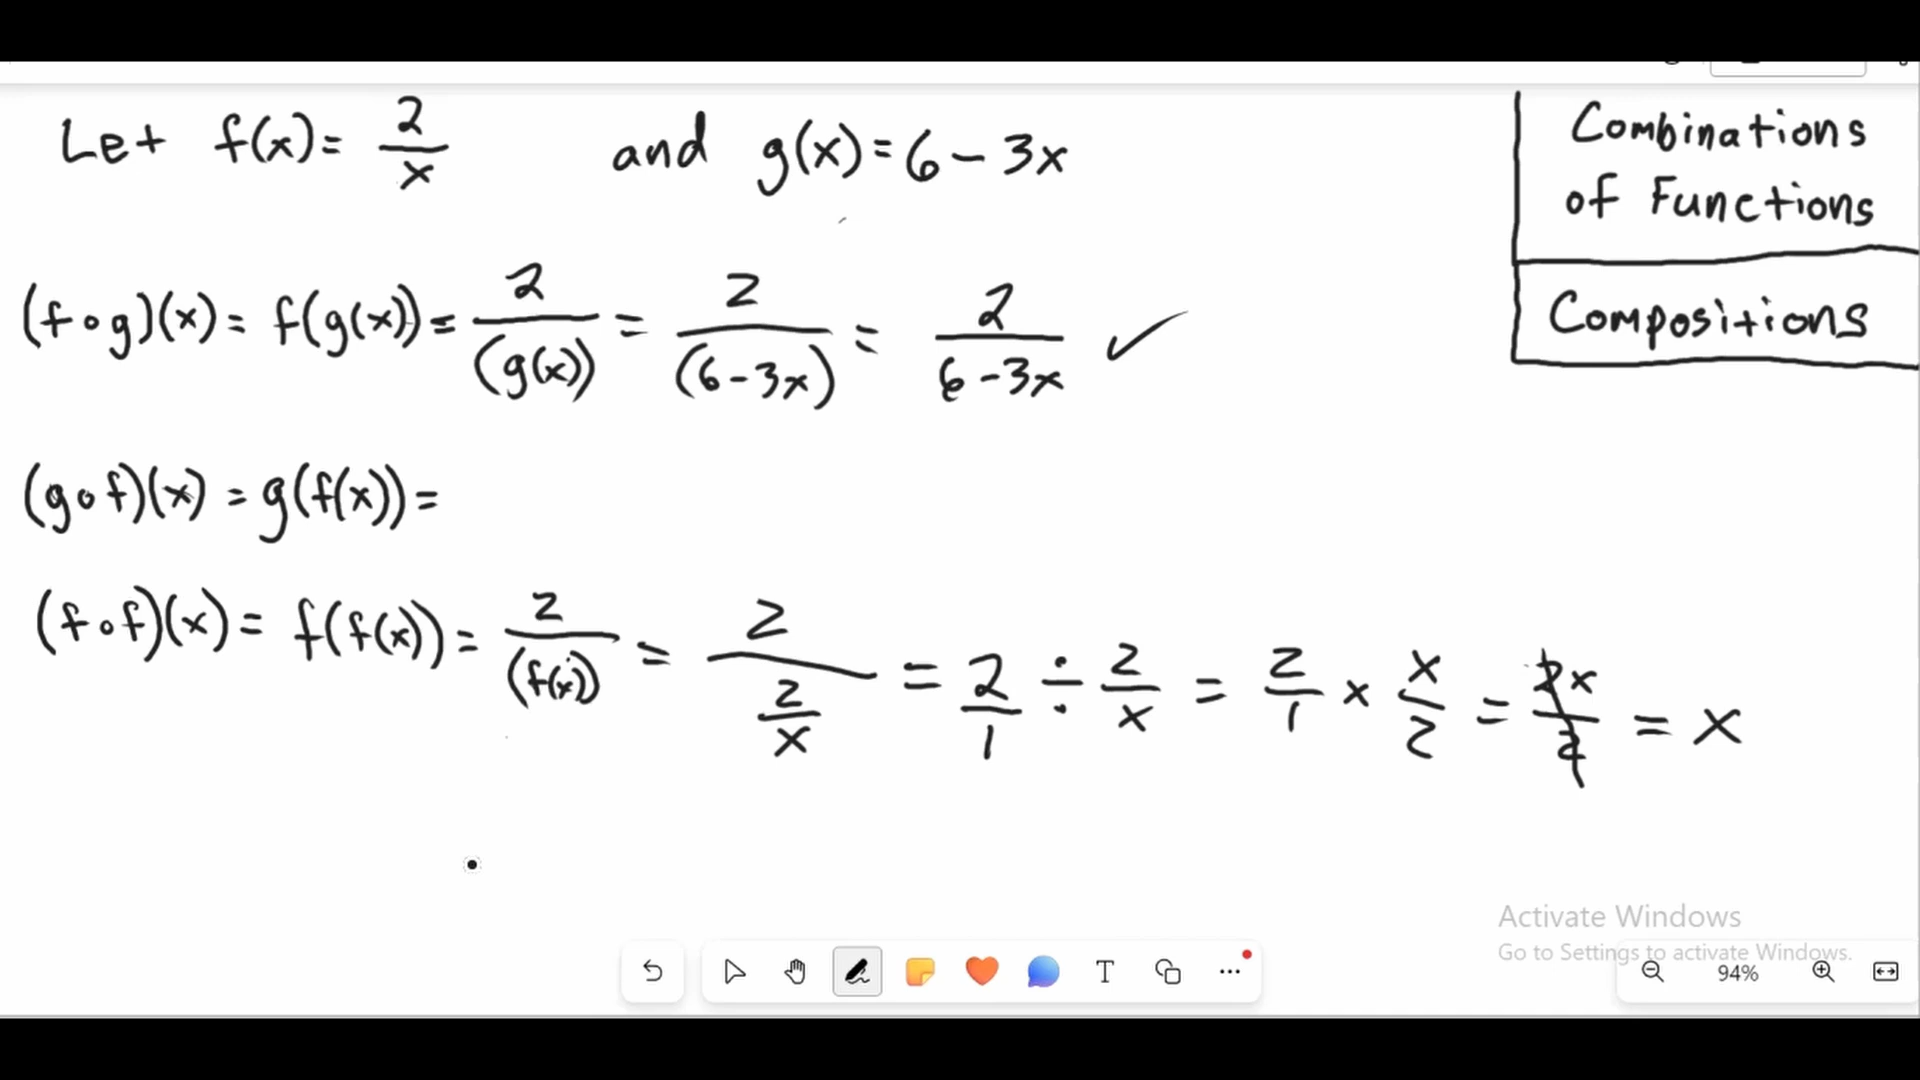 Let f(x)= 2/x and g(x)=6-3x
Combinations
of Functions
Compositions
(f∘g)(x)= f(g(x))= 2/(g(x)) = 2/(6-3x) = 2/6-3x ✓
(g∘f)(x) = g(f(x)) =
(f∘f)(x)= f(f(x))= 2/(f(x)) = 2/(2/x) = 2/1 ÷ 2/x = 2/1 × x/2 = 2x/2 = x
Activate Windows
Go to Settings to activate Windows.
T
94%